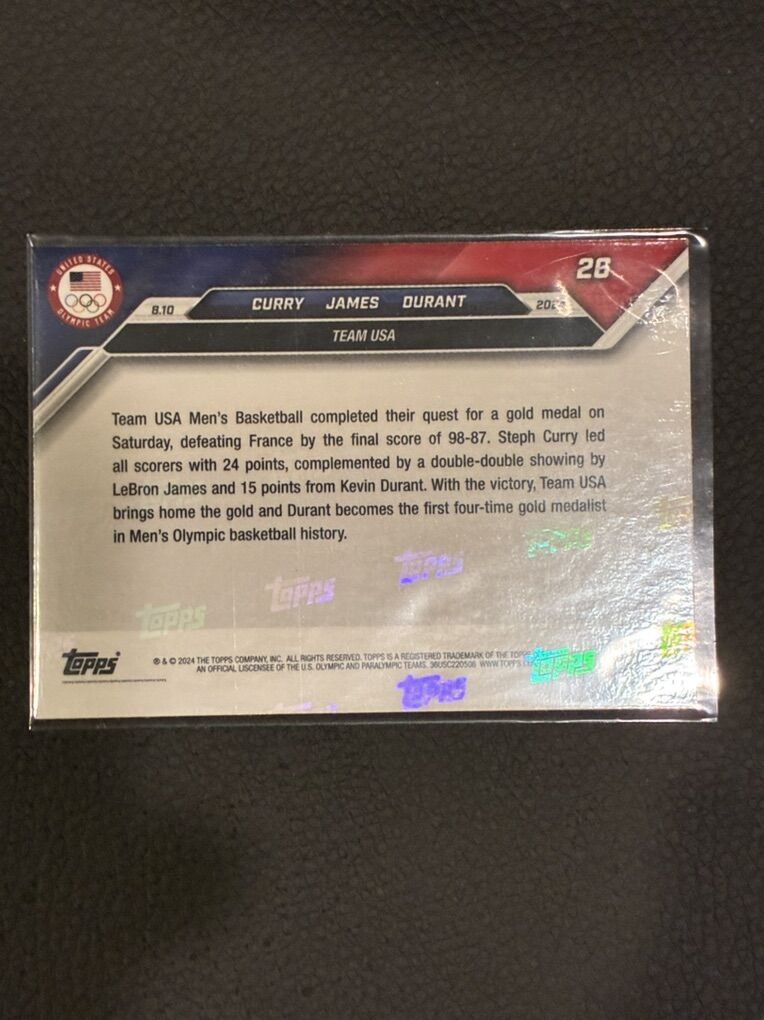 UNITED STATES
OLYMPIC TEAM
28
8.10 CURRY JAMES DURANT
TEAM USA
Team USA Men's Basketball completed their quest for a gold medal on
Saturday, defeating France by the final score of 98-87. Steph Curry led
all scorers with 24 points, complemented by a double-double showing by
LeBron James and 15 points from Kevin Durant. With the victory, Team USA
brings home the gold and Durant becomes the first four-time gold medalist
in Men's Olympic basketball history.
Topps Topps Topps Topps
Topps
® & © 2024 THE TOPPS COMPANY, INC. ALL RIGHTS RESERVED. TOPPS IS A REGISTERED TRADEMARK OF THE TOPPS
AN OFFICIAL LISCENSEE OF THE U.S. OLYMPIC AND PARALYMPIC TEAMS. 36USC220506 WWW.TOPPS
Topps Topps